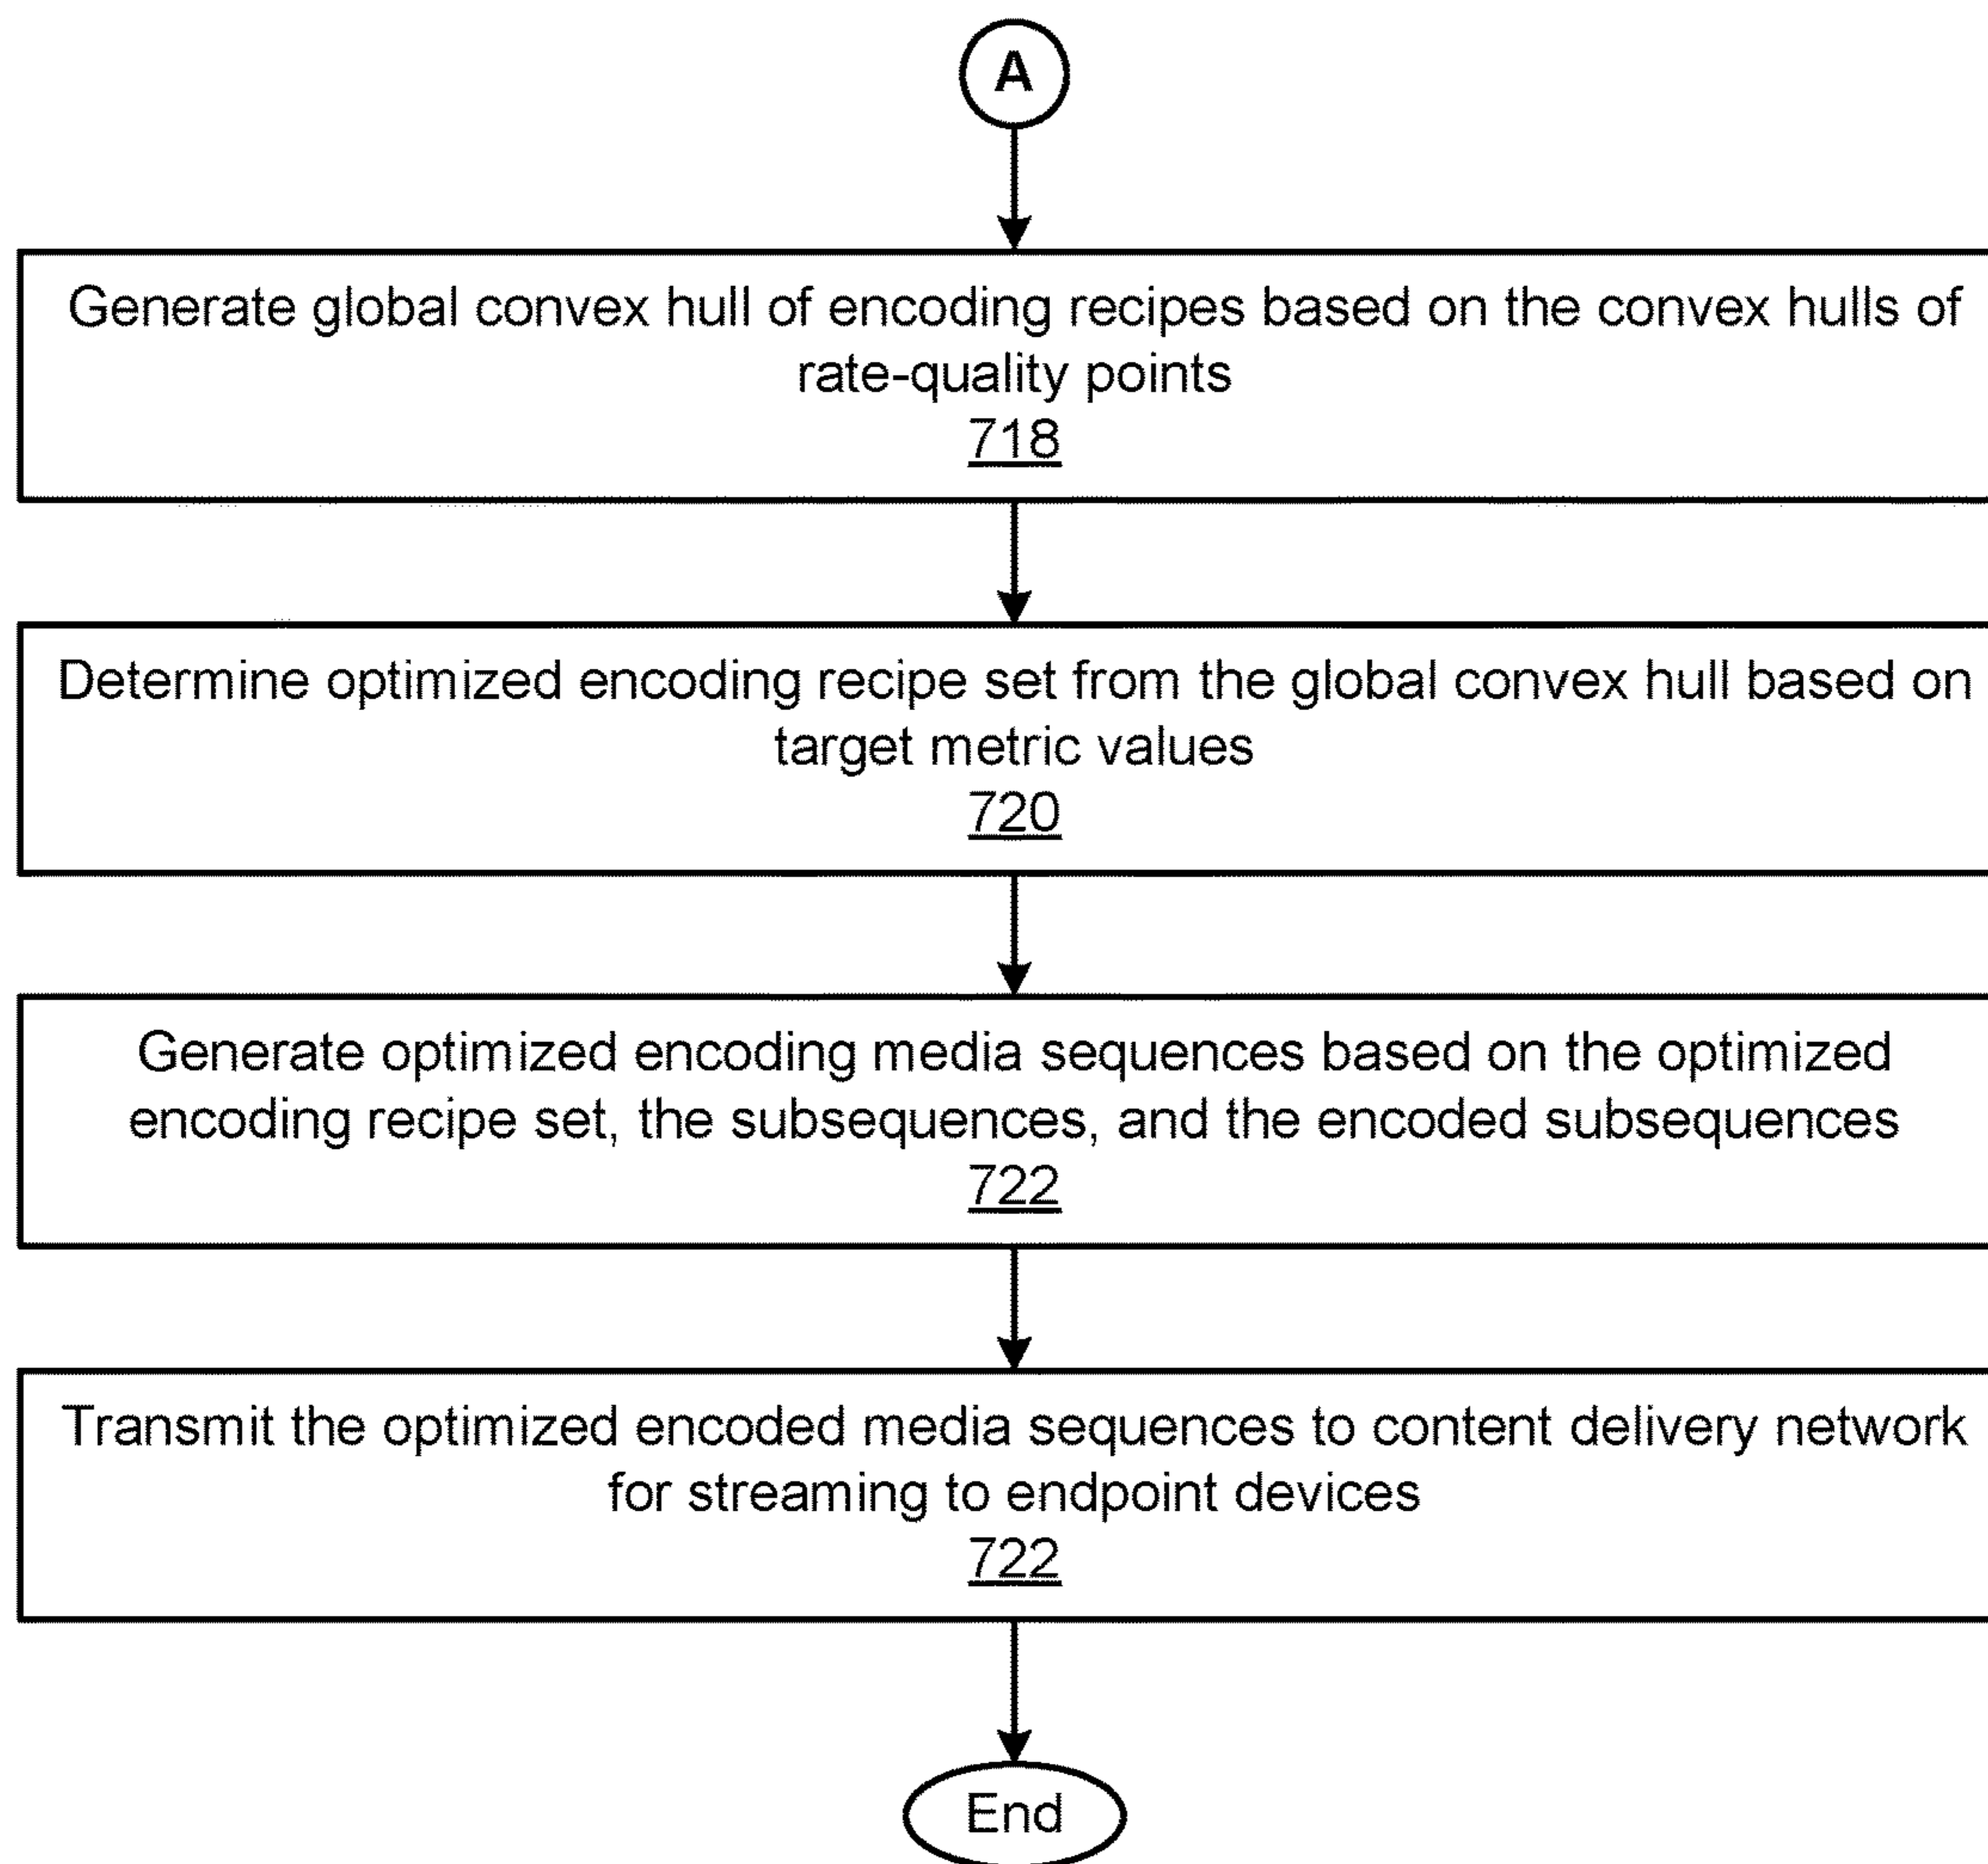 A
Generate global convex hull of encoding recipes based on the convex hulls of
rate-quality points
718
Determine optimized encoding recipe set from the global convex hull based on
target metric values
720
Generate optimized encoding media sequences based on the optimized
encoding recipe set, the subsequences, and the encoded subsequences
722
Transmit the optimized encoded media sequences to content delivery network
for streaming to endpoint devices
722
End